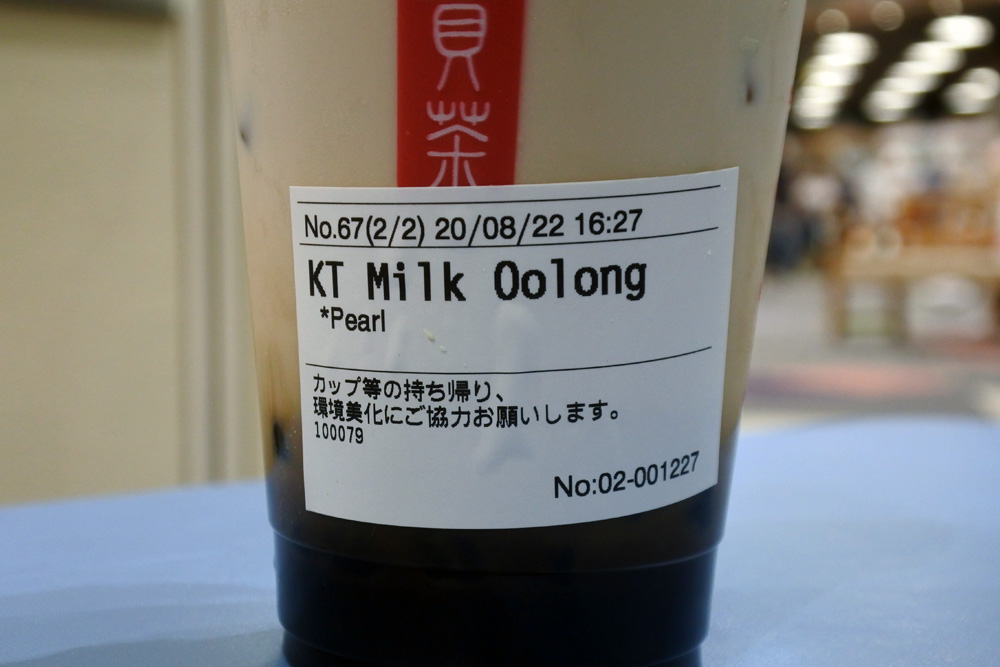 貢茶
No.67(2/2) 20/08/22 16:27
KT Milk Oolong
*Pearl
カップ等の持ち帰り、
環境美化にご協力お願いします。
100079
No:02-001227